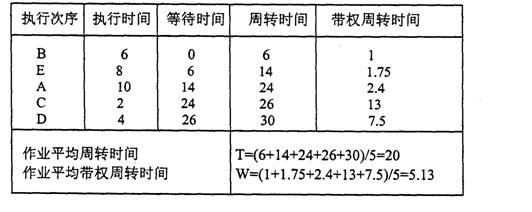 执行次序 执行时间 等待时间 周转时间 带权周转时间
B 6 0 6 1
E 8 6 14 1.75
A 10 14 24 2.4
C 2 24 26 13
D 4 26 30 7.5
作业平均周转时间 T=(6+14+24+26+30)/5=20
作业平均带权周转时间 W=(1+1.75+2.4+13+7.5)/5=5.13